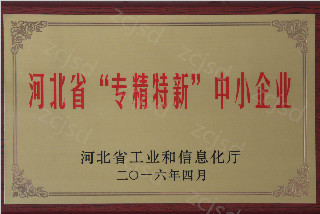 河北省“专精特新”中小企业
河北省工业和信息化厅
二〇一六年四月
zcjsd